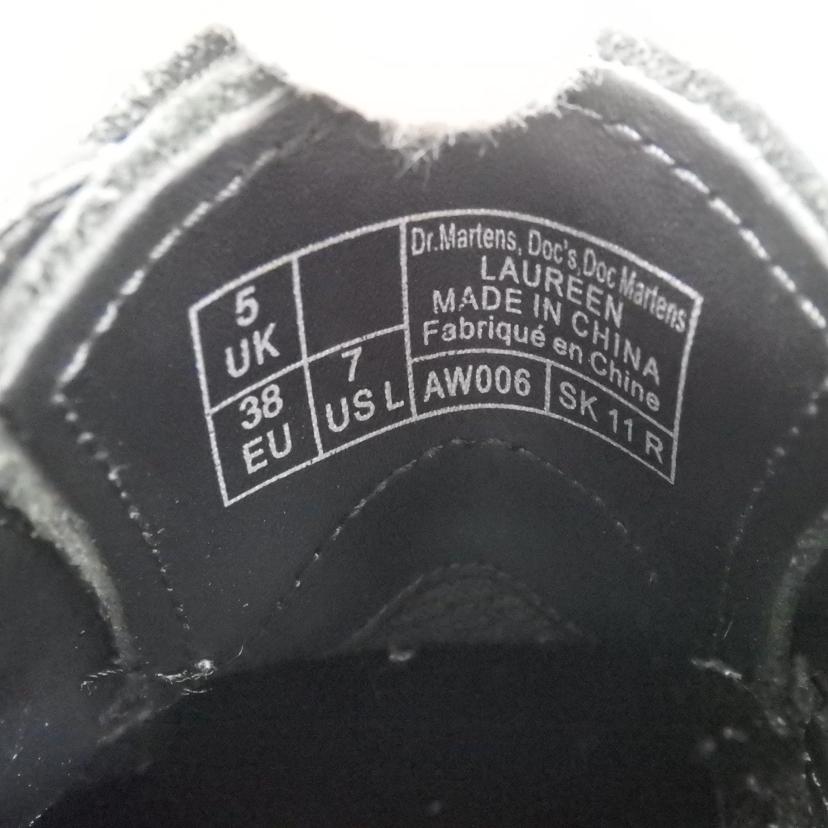 5
UK
38
EU
7
US L
Dr.Martens, Doc's,Doc Martens
LAUREEN
MADE IN CHINA
Fabriqué en Chine
AW006
SK 11 R